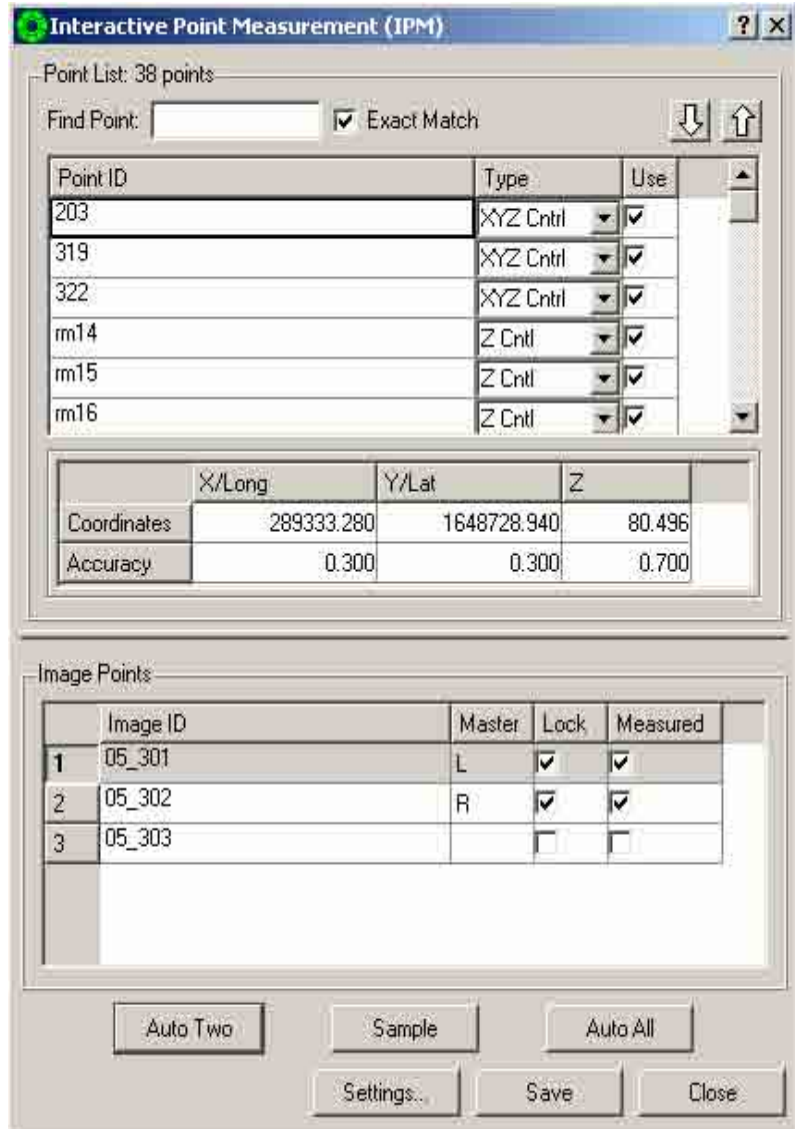 Interactive Point Measurement (IPM)
Point List: 38 points
Find Point: Exact Match
Point ID Type Use
203 XYZ Cntrl
319 XYZ Cntrl
322 XYZ Cntrl
rm14 Z Cntl
rm15 Z Cntl
rm16 Z Cntl
X/Long Y/Lat Z
Coordinates 289333.280 1648728.940 80.496
Accuracy 0.300 0.300 0.700
Image Points
Image ID Master Lock Measured
1 05_301 L
2 05_302 R
3 05_303
Auto Two Sample Auto All
Settings... Save Close